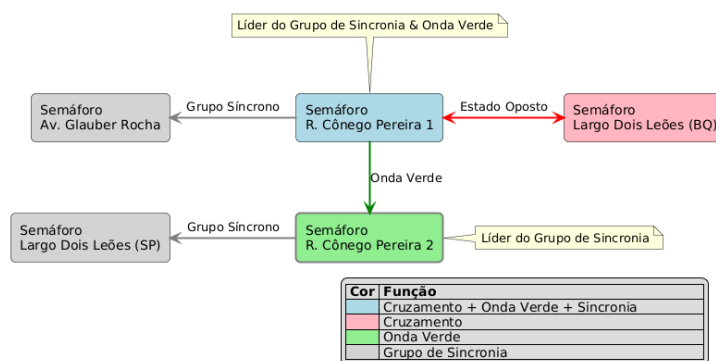 Líder do Grupo de Sincronia & Onda Verde
Semáforo
Av. Glauber Rocha
Grupo Síncrono
Semáforo
R. Cônego Pereira 1
Estado Oposto
Semáforo
Largo Dois Leões (BQ)
Onda Verde
Semáforo
Largo Dois Leões (SP)
Grupo Síncrono
Semáforo
R. Cônego Pereira 2
Líder do Grupo de Sincronia
Cor Função
Cruzamento + Onda Verde + Sincronia
Cruzamento
Onda Verde
Grupo de Sincronia